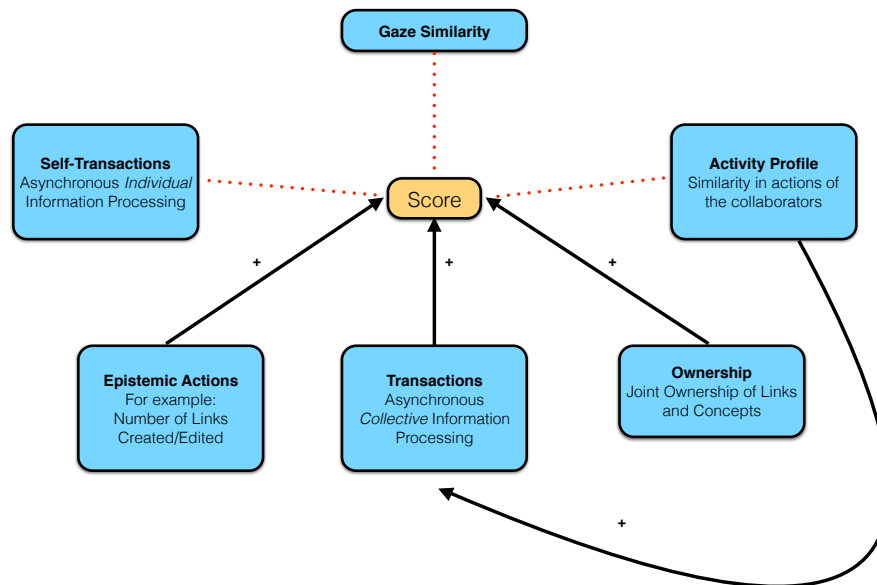 Gaze Similarity
Self-Transactions
Asynchronous Individual
Information Processing
Score
Activity Profile
Similarity in actions of
the collaborators
+
+
+
Epistemic Actions
For example:
Number of Links
Created/Edited
Transactions
Asynchronous
Collective Information
Processing
Ownership
Joint Ownership of Links
and Concepts
+